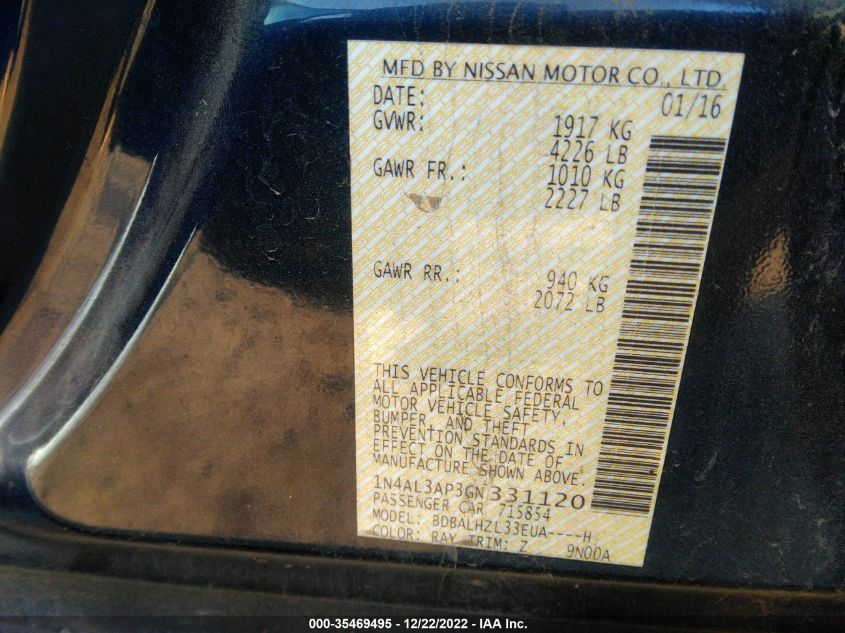 MFD BY NISSAN MOTOR CO., LTD.
DATE: 01/16
GVWR: 1917 KG
4226 LB
GAWR FR.: 1010 KG
2227 LB
GAWR RR.: 940 KG
2072 LB
THIS VEHICLE CONFORMS TO
ALL APPLICABLE FEDERAL
MOTOR VEHICLE SAFETY,
BUMPER, AND THEFT
PREVENTION STANDARDS IN
EFFECT ON THE DATE OF
MANUFACTURE SHOWN ABOVE.
1N4AL3AP3GN331120
PASSENGER CAR 715854
MODEL: BDBALHZL33EUA----H
COLOR: RAY TRIM: Z 9N00A
000-35469495 - 12/22/2022 - IAA Inc.